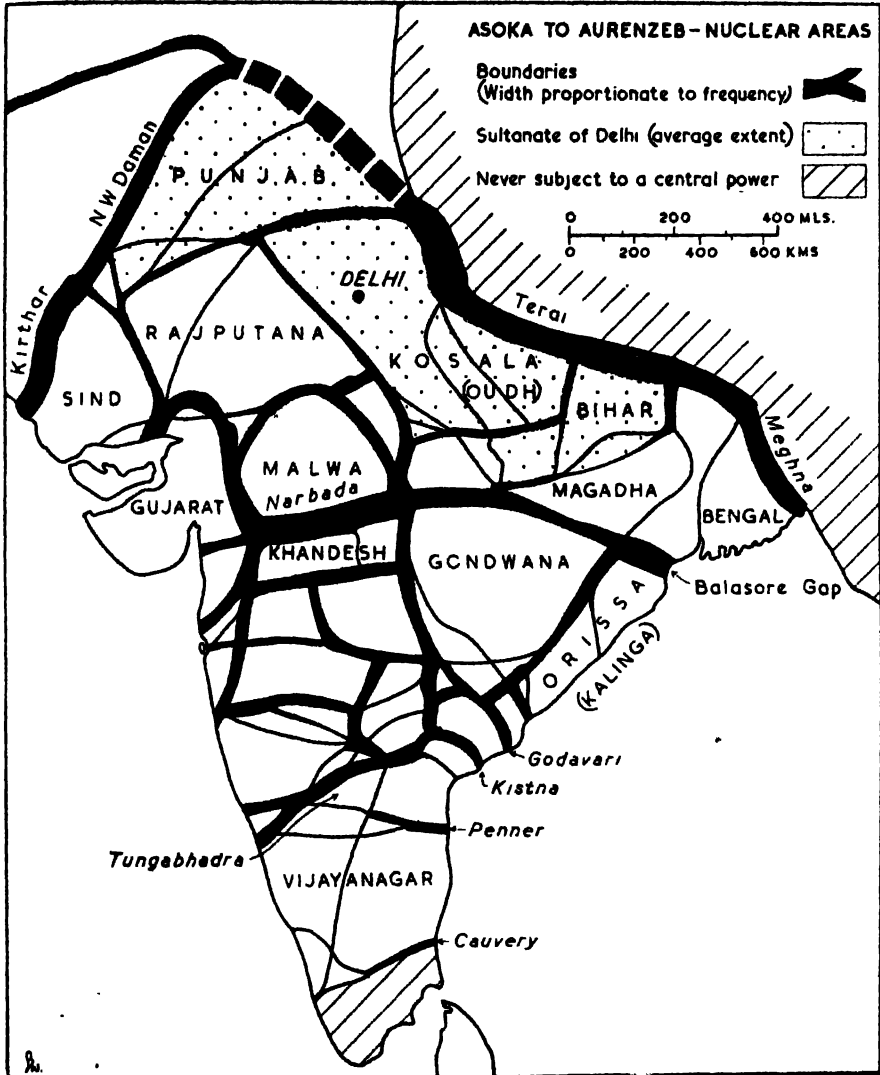 ASOKA TO AURENZEB – NUCLEAR AREAS
Boundaries
(Width proportionate to frequency)
Sultanate of Delhi (average extent)
Never subject to a central power
0 200 400 MLS.
0 200 400 600 KMS
NW Daman
PUNJAB
DELHI
Kirthar
Terai
RAJPUTANA
KOSALA
(OUDH)
SIND
BIHAR
Meghna
MALWA
Narbada
MAGADHA
GUJARAT
BENGAL
KHANDESH
GONDWANA
Balasore Gap
ORISSA
(KALINGA)
Godavari
Kistna
Penner
Tungabhadra
VIJAYANAGAR
Cauvery